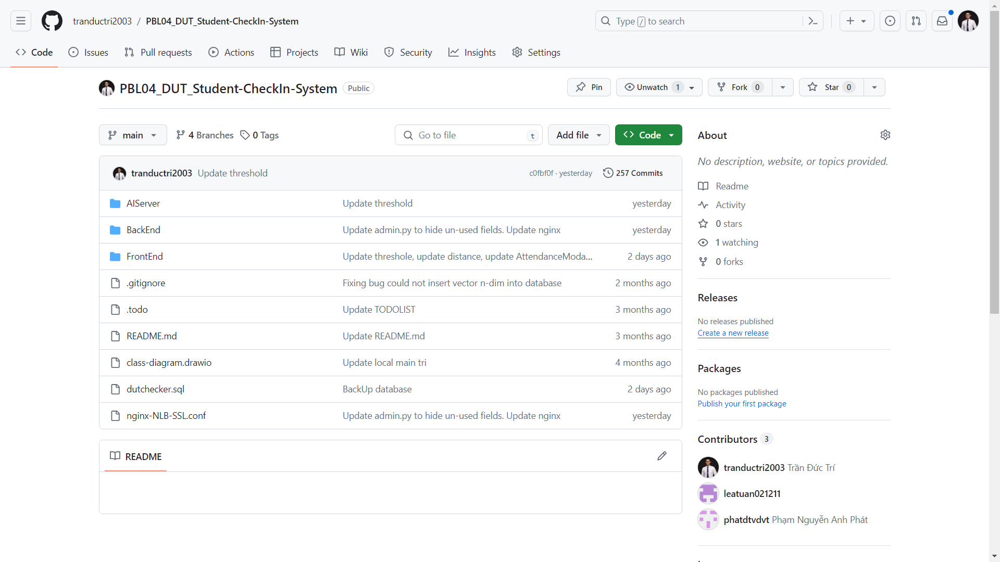 tranductri2003 / PBL04_DUT_Student-CheckIn-System
Type / to search
Code Issues Pull requests Actions Projects Wiki Security Insights Settings
PBL04_DUT_Student-CheckIn-System Public
Pin Unwatch 1 Fork 0 Star 0
main 4 Branches 0 Tags Go to file t Add file Code
tranductri2003 Update threshold c0fbf0f · yesterday 257 Commits
AIServer Update threshold yesterday
BackEnd Update admin.py to hide un-used fields. Update nginx yesterday
FrontEnd Update threshole, update distance, update AttendanceModa... 2 days ago
.gitignore Fixing bug could not insert vector n-dim into database 2 months ago
.todo Update TODOLIST 3 months ago
README.md Update README.md 3 months ago
class-diagram.drawio Update local main tri 4 months ago
dutchecker.sql BackUp database 2 days ago
nginx-NLB-SSL.conf Update admin.py to hide un-used fields. Update nginx yesterday
README
About
No description, website, or topics provided.
Readme
Activity
0 stars
1 watching
0 forks
Releases
No releases published
Create a new release
Packages
No packages published
Publish your first package
Contributors 3
tranductri2003 Trần Đức Trí
leatuan021211
phatdtvdvt Phạm Nguyễn Anh Phát